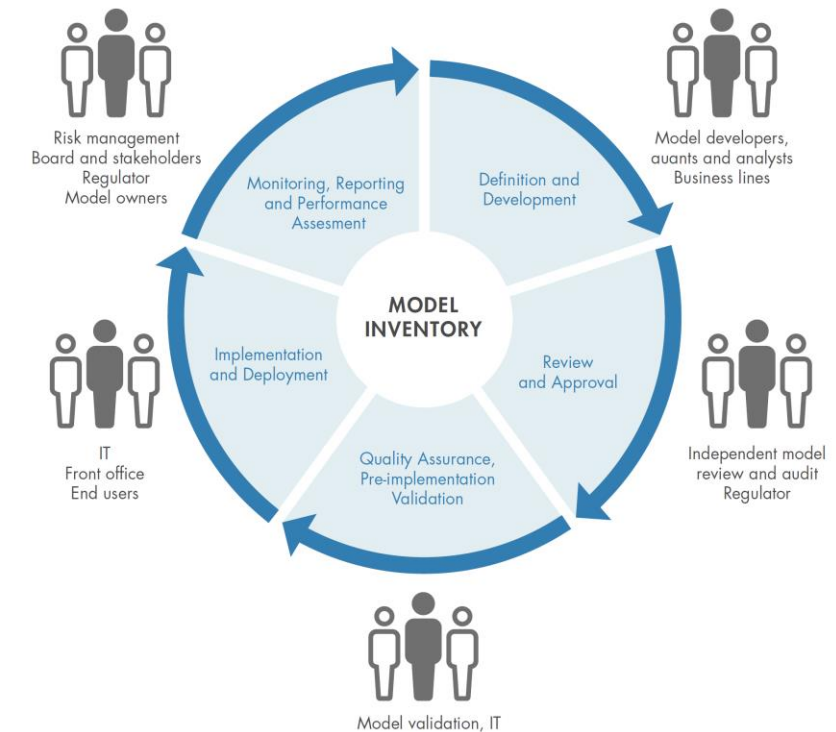 Risk management
Board and stakeholders
Regulator
Model owners
Model developers,
auants and analysts
Business lines
Monitoring, Reporting
and Performance
Assesment
Definition and
Development
MODEL
INVENTORY
Implementation
and Deployment
Review
and Approval
Quality Assurance,
Pre-implementation
Validation
IT
Front office
End users
Independent model
review and audit
Regulator
Model validation, IT